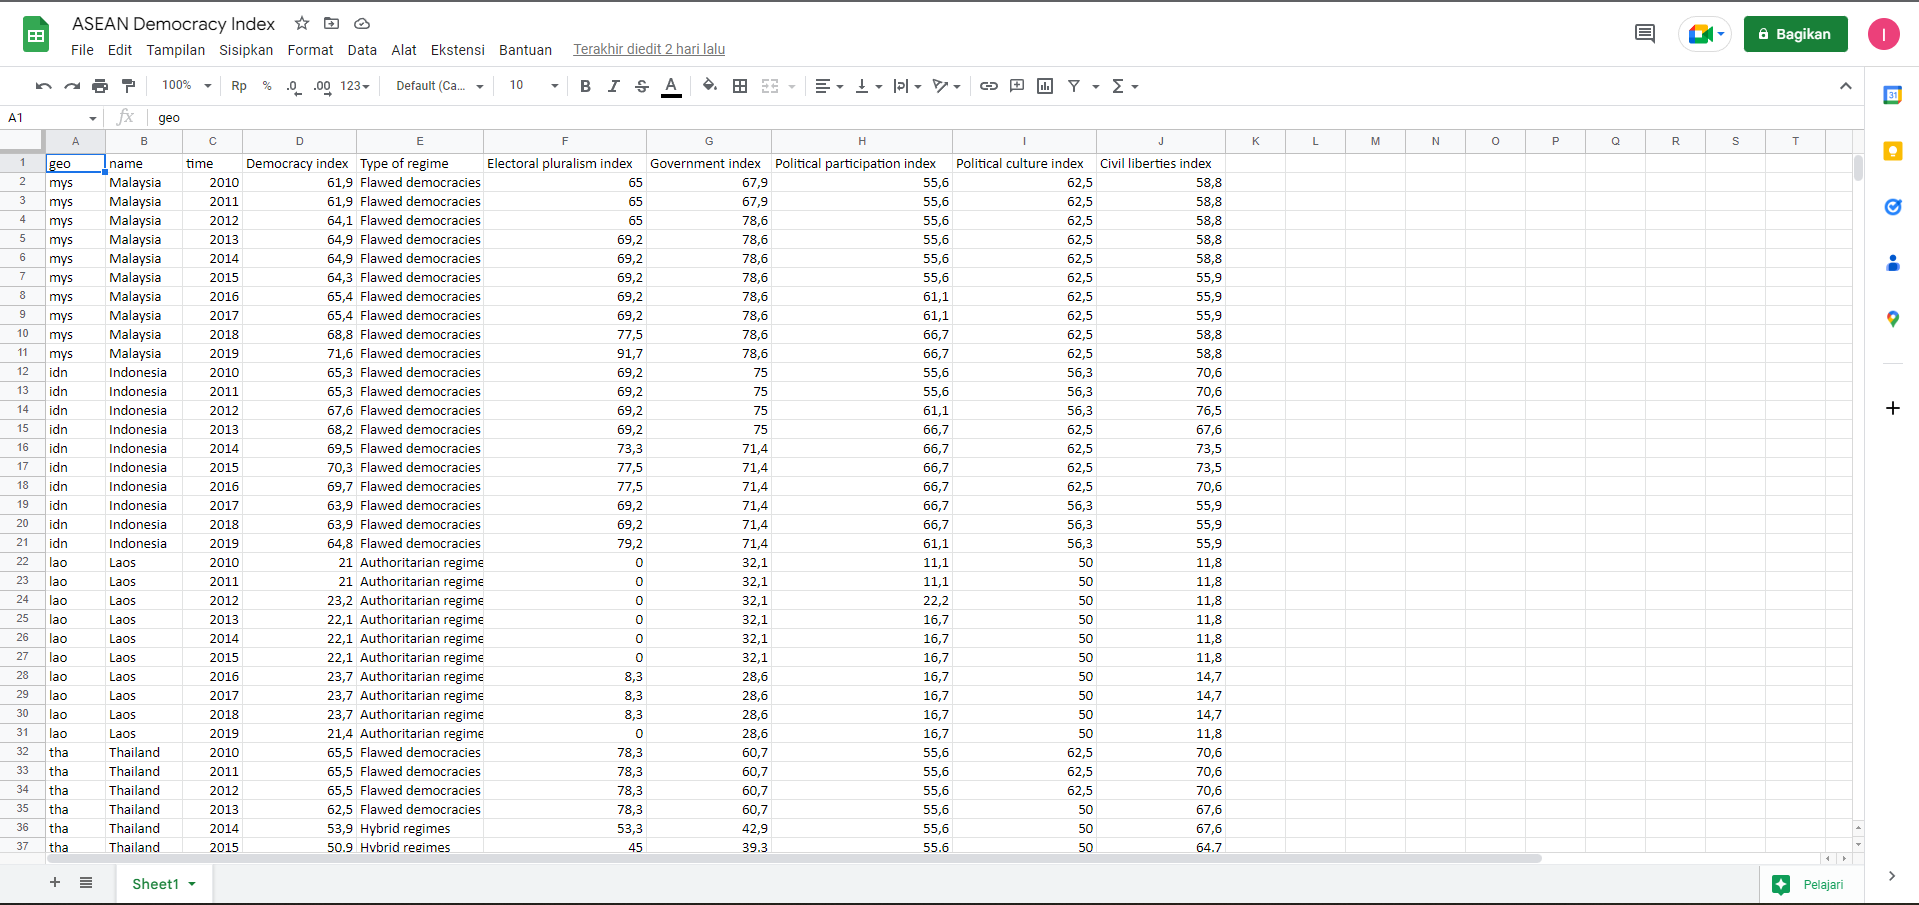 ASEAN Democracy Index
File Edit Tampilan Sisipkan Format Data Alat Ekstensi Bantuan Terakhir diedit 2 hari lalu
Bagikan
I
100% Rp % .0 .00 123 Default (Ca... 10 B I S A
31
A1 fx geo
A B C D E F G H I J K L M N O P Q R S T
1 geo name time Democracy index Type of regime Electoral pluralism index Government index Political participation index Political culture index Civil liberties index
2 mys Malaysia 2010 61,9 Flawed democracies 65 67,9 55,6 62,5 58,8
3 mys Malaysia 2011 61,9 Flawed democracies 65 67,9 55,6 62,5 58,8
4 mys Malaysia 2012 64,1 Flawed democracies 65 78,6 55,6 62,5 58,8
5 mys Malaysia 2013 64,9 Flawed democracies 69,2 78,6 55,6 62,5 58,8
6 mys Malaysia 2014 64,9 Flawed democracies 69,2 78,6 55,6 62,5 58,8
7 mys Malaysia 2015 64,3 Flawed democracies 69,2 78,6 55,6 62,5 55,9
8 mys Malaysia 2016 65,4 Flawed democracies 69,2 78,6 61,1 62,5 55,9
9 mys Malaysia 2017 65,4 Flawed democracies 69,2 78,6 61,1 62,5 55,9
10 mys Malaysia 2018 68,8 Flawed democracies 77,5 78,6 66,7 62,5 58,8
11 mys Malaysia 2019 71,6 Flawed democracies 91,7 78,6 66,7 62,5 58,8
12 idn Indonesia 2010 65,3 Flawed democracies 69,2 75 55,6 56,3 70,6
13 idn Indonesia 2011 65,3 Flawed democracies 69,2 75 55,6 56,3 70,6
14 idn Indonesia 2012 67,6 Flawed democracies 69,2 75 61,1 56,3 76,5
15 idn Indonesia 2013 68,2 Flawed democracies 69,2 75 66,7 62,5 67,6
16 idn Indonesia 2014 69,5 Flawed democracies 73,3 71,4 66,7 62,5 73,5
17 idn Indonesia 2015 70,3 Flawed democracies 77,5 71,4 66,7 62,5 73,5
18 idn Indonesia 2016 69,7 Flawed democracies 77,5 71,4 66,7 62,5 70,6
19 idn Indonesia 2017 63,9 Flawed democracies 69,2 71,4 66,7 56,3 55,9
20 idn Indonesia 2018 63,9 Flawed democracies 69,2 71,4 66,7 56,3 55,9
21 idn Indonesia 2019 64,8 Flawed democracies 79,2 71,4 61,1 56,3 55,9
22 lao Laos 2010 21 Authoritarian regime 0 32,1 11,1 50 11,8
23 lao Laos 2011 21 Authoritarian regime 0 32,1 11,1 50 11,8
24 lao Laos 2012 23,2 Authoritarian regime 0 32,1 22,2 50 11,8
25 lao Laos 2013 22,1 Authoritarian regime 0 32,1 16,7 50 11,8
26 lao Laos 2014 22,1 Authoritarian regime 0 32,1 16,7 50 11,8
27 lao Laos 2015 22,1 Authoritarian regime 0 32,1 16,7 50 11,8
28 lao Laos 2016 23,7 Authoritarian regime 8,3 28,6 16,7 50 14,7
29 lao Laos 2017 23,7 Authoritarian regime 8,3 28,6 16,7 50 14,7
30 lao Laos 2018 23,7 Authoritarian regime 8,3 28,6 16,7 50 14,7
31 lao Laos 2019 21,4 Authoritarian regime 0 28,6 16,7 50 11,8
32 tha Thailand 2010 65,5 Flawed democracies 78,3 60,7 55,6 62,5 70,6
33 tha Thailand 2011 65,5 Flawed democracies 78,3 60,7 55,6 62,5 70,6
34 tha Thailand 2012 65,5 Flawed democracies 78,3 60,7 55,6 62,5 70,6
35 tha Thailand 2013 62,5 Flawed democracies 78,3 60,7 55,6 50 67,6
36 tha Thailand 2014 53,9 Hybrid regimes 53,3 42,9 55,6 50 67,6
37 tha Thailand 2015 50,9 Hybrid regimes 45 39,3 55,6 50 64,7
Sheet1
Pelajari